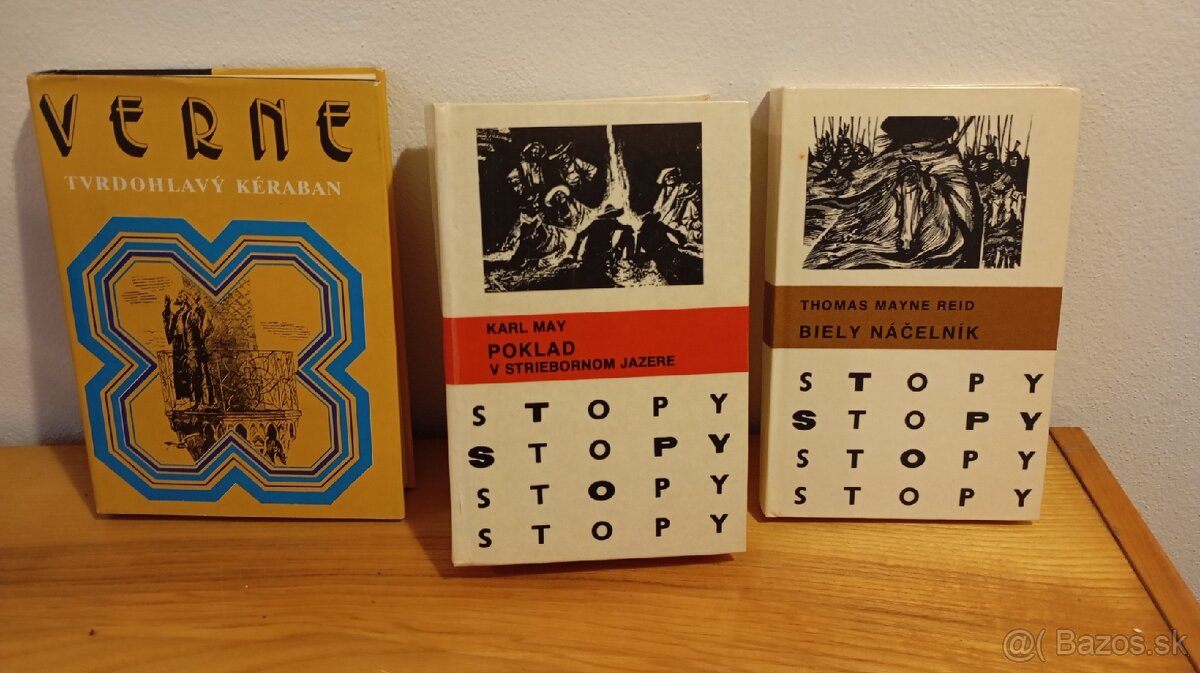 VERNE
TVRDOHLAVÝ KÉRABAN
KARL MAY
POKLAD
V STRIEBORNOM JAZERE
STOPY
STOPY
STOPY
STOPY
THOMAS MAYNE REID
BIELY NÁČELNÍK
STOPY
STOPY
STOPY
STOPY
@( Bazoš.sk